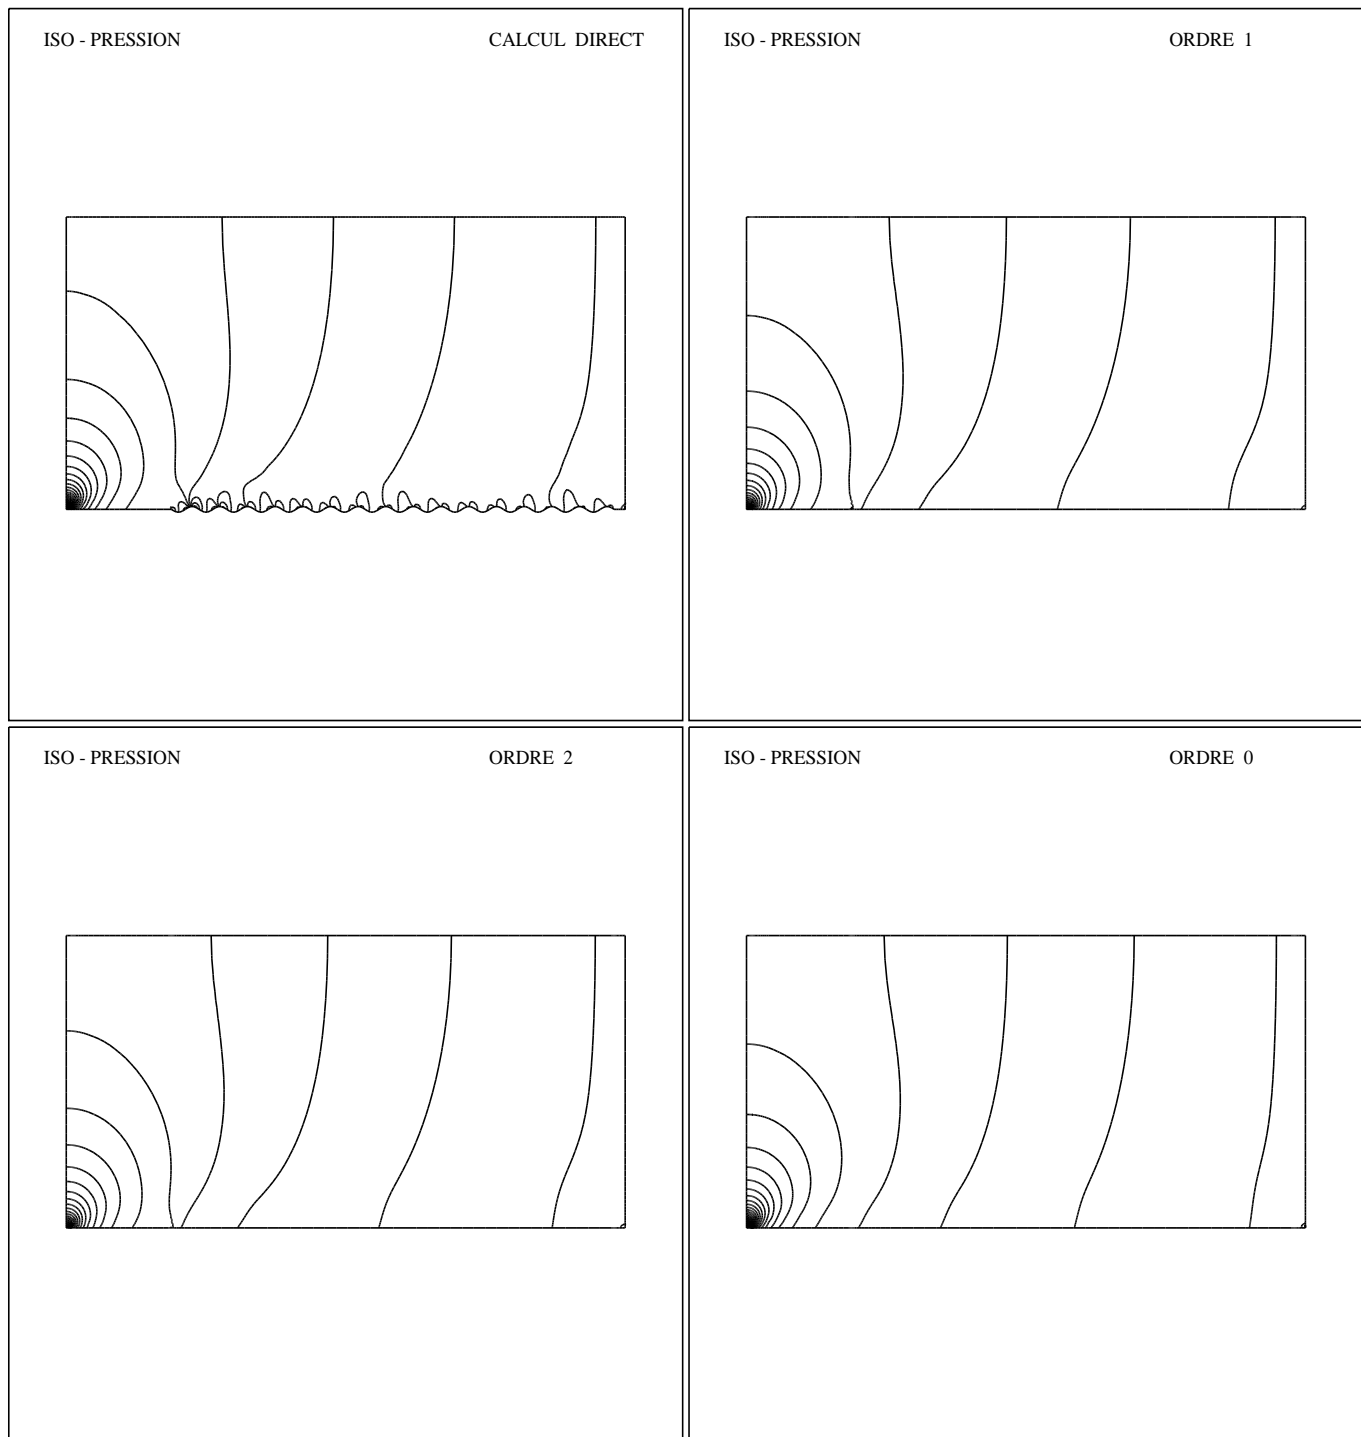 ISO - PRESSION CALCUL DIRECT
ISO - PRESSION ORDRE 1
ISO - PRESSION ORDRE 2
ISO - PRESSION ORDRE 0